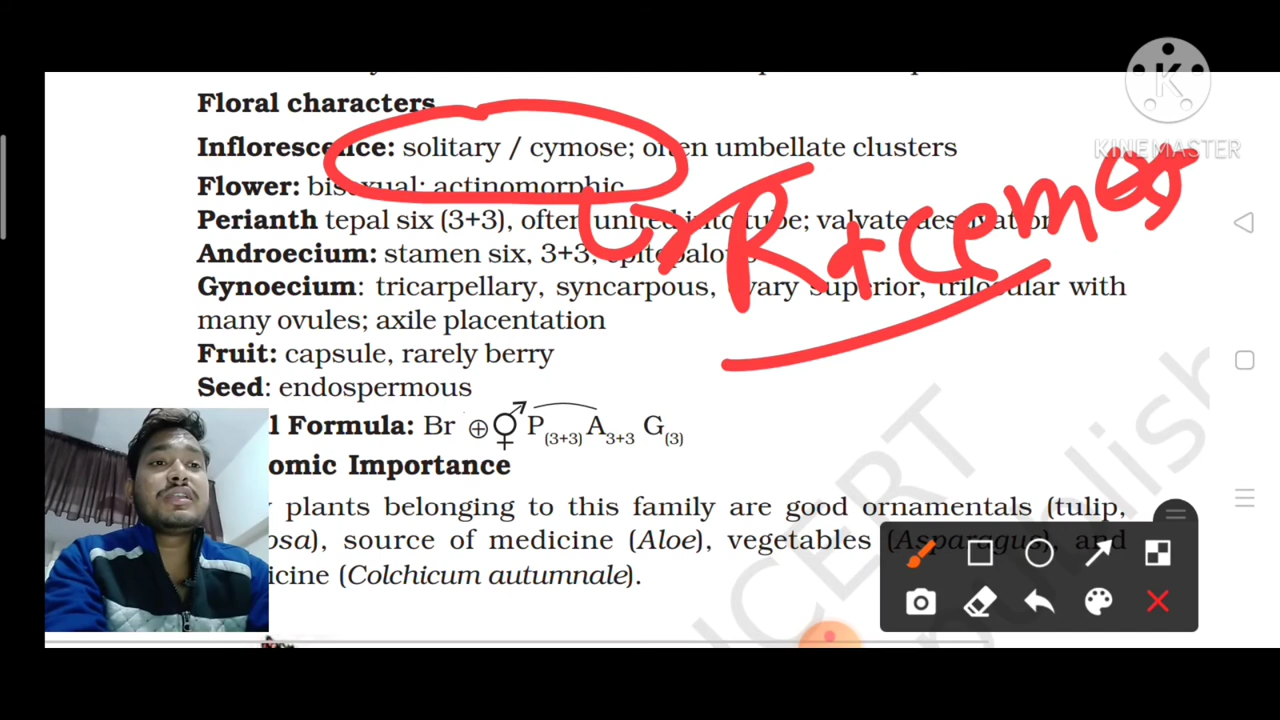 Floral characters
Inflorescence: solitary / cymose; often umbellate clusters
Flower: bisexual; actinomorphic
Perianth tepal six (3+3), often united into tube; valvate aestivation
Androecium: stamen six, 3+3, epitepalous
Gynoecium: tricarpellary, syncarpous, ovary superior, trilocular with
many ovules; axile placentation
Fruit: capsule, rarely berry
Seed: endospermous
l Formula: Br ⊕ ⚥ P(3+3) A3+3 G(3)
omic Importance
plants belonging to this family are good ornamentals (tulip,
osa), source of medicine (Aloe), vegetables (Asparagus), and
icine (Colchicum autumnale).
K
KINEMASTER
NCERT